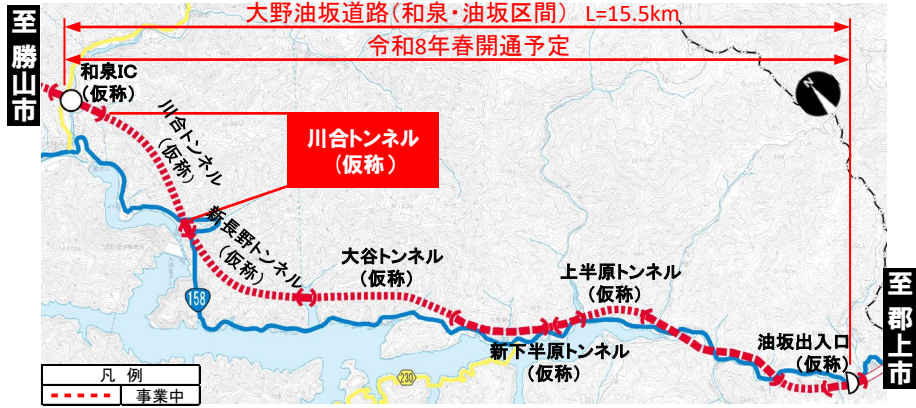 大野油坂道路(和泉・油坂区間) L=15.5km
令和8年春開通予定
至 勝山市
和泉IC
(仮称)
川合トンネル
(仮称)
川合トンネル
(仮称)
新長野トンネル
(仮称)
大谷トンネル
(仮称)
上半原トンネル
(仮称)
新下半原トンネル
(仮称)
油坂出入口
(仮称)
至 郡上市
N
158
230
凡 例
事業中